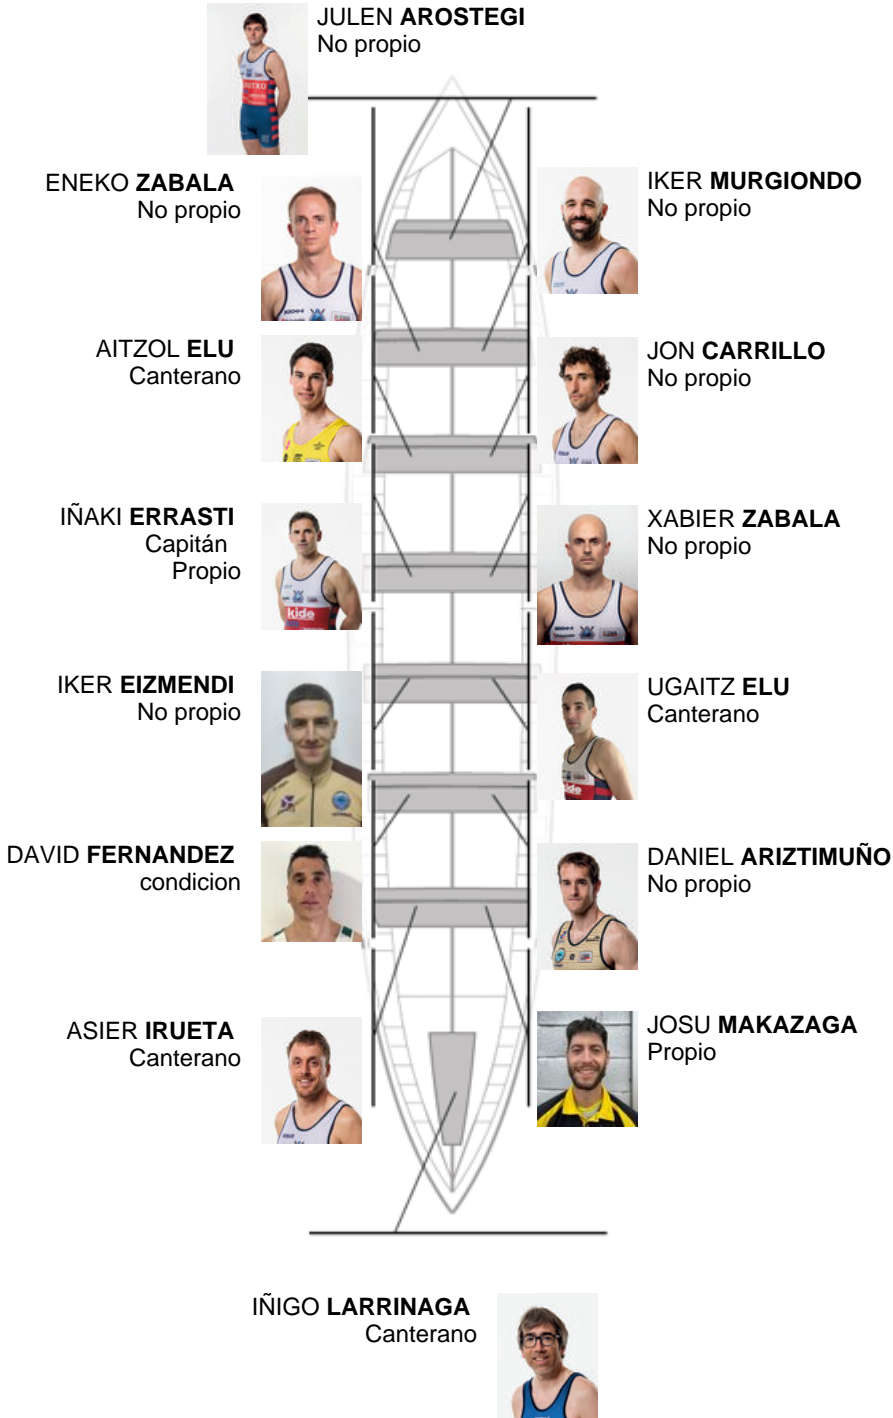 JULEN AROSTEGI
No propio
ENEKO ZABALA
No propio
IKER MURGIONDO
No propio
AITZOL ELU
Canterano
JON CARRILLO
No propio
IÑAKI ERRASTI
Capitán
Propio
XABIER ZABALA
No propio
kide
IKER EIZMENDI
No propio
UGAITZ ELU
Canterano
kide
DAVID FERNANDEZ
condicion
DANIEL ARIZTIMUÑO
No propio
ASIER IRUETA
Canterano
JOSU MAKAZAGA
Propio
IÑIGO LARRINAGA
Canterano